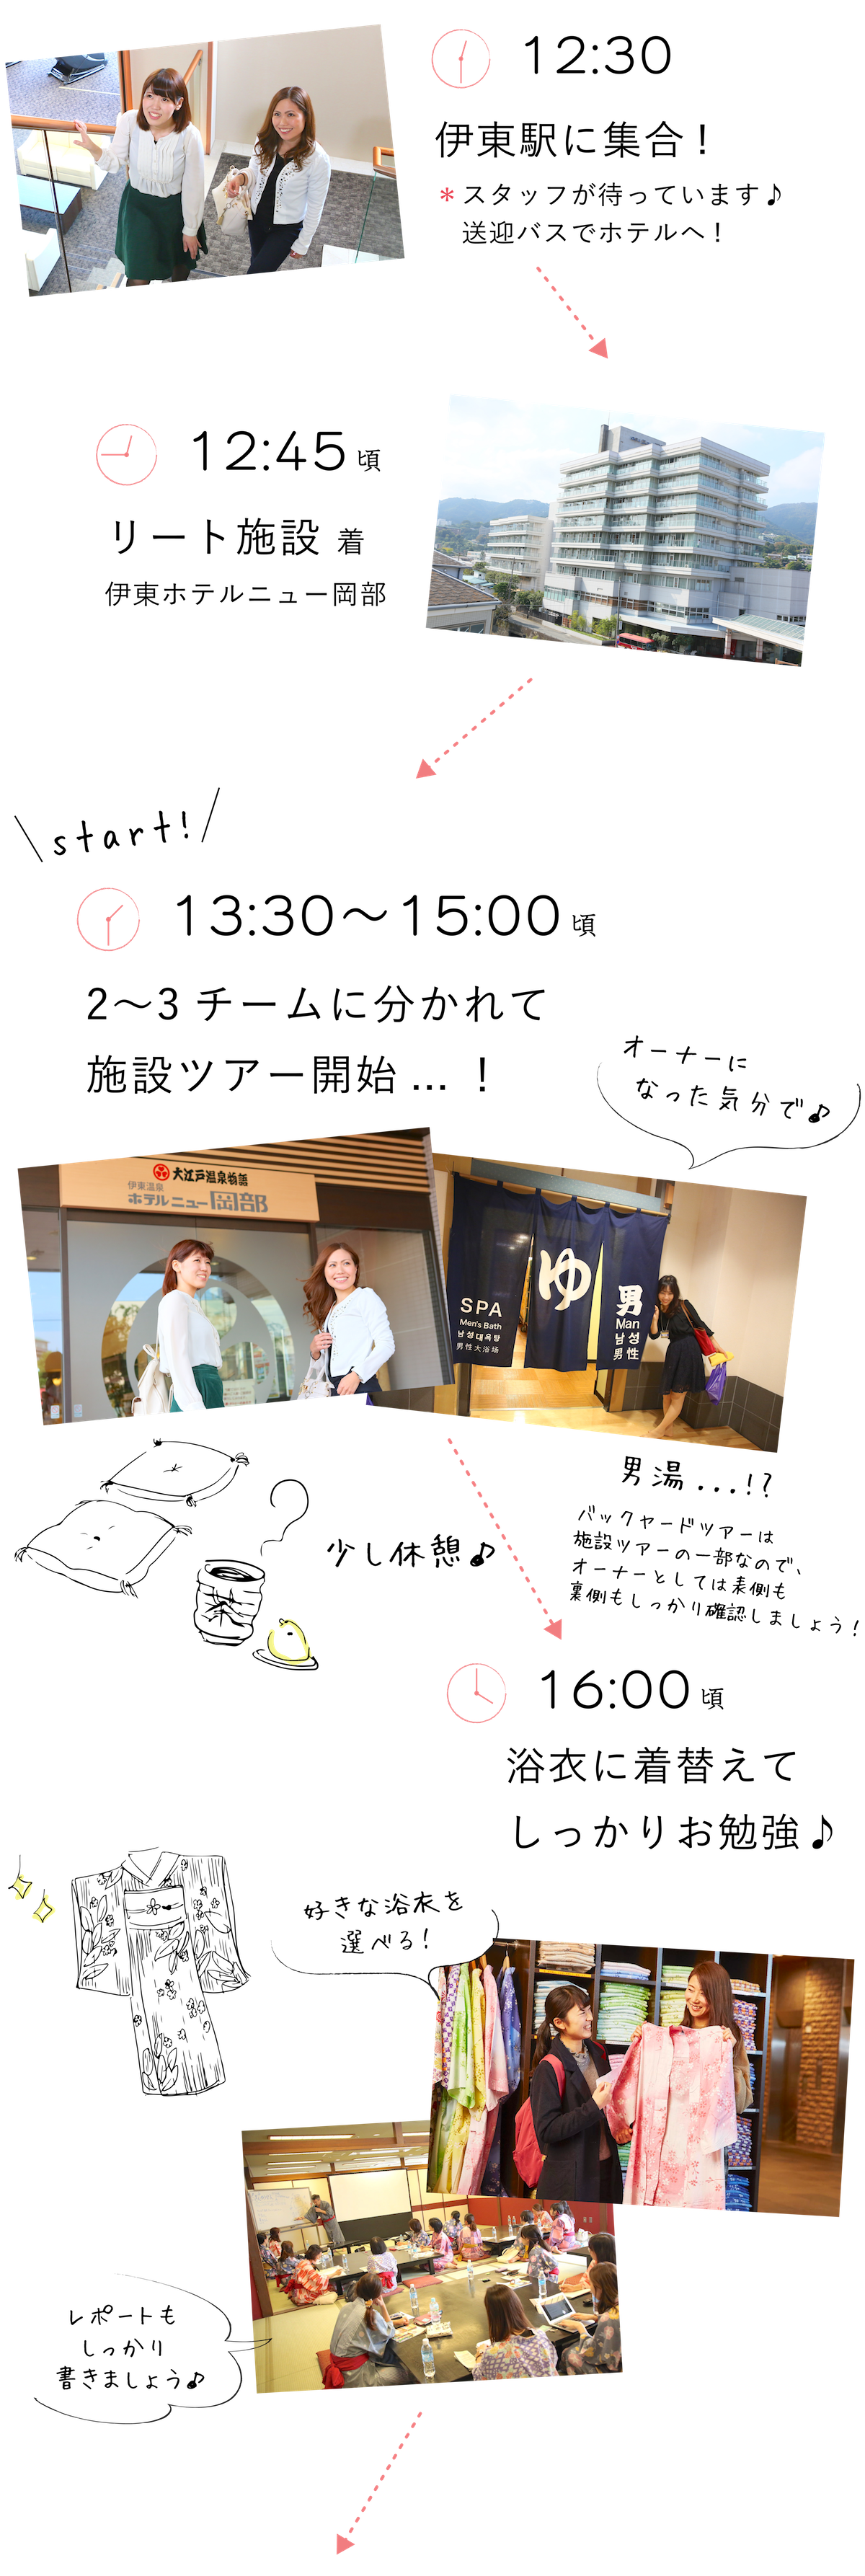 12:30
伊東駅に集合！
＊スタッフが待っています♪
送迎バスでホテルへ！
12:45 頃
リート施設 着
伊東ホテルニュー岡部
start!
13:30～15:00 頃
2～3 チームに分かれて
施設ツアー開始 ... ！
オーナーに
なった気分で♪
大江戸温泉物語
伊東温泉
ホテルニュー岡部
ゆ
SPA
Men's Bath
남성대욕탕
男性大浴场
男
Man
남성
男性
男湯...!?
バックヤードツアーは
施設ツアーの一部なので、
オーナーとしては表側も
裏側もしっかり確認しましょう！
少し休憩♪
16:00 頃
浴衣に着替えて
しっかりお勉強♪
好きな浴衣を
選べる！
レポートも
しっかり
書きましょう♪